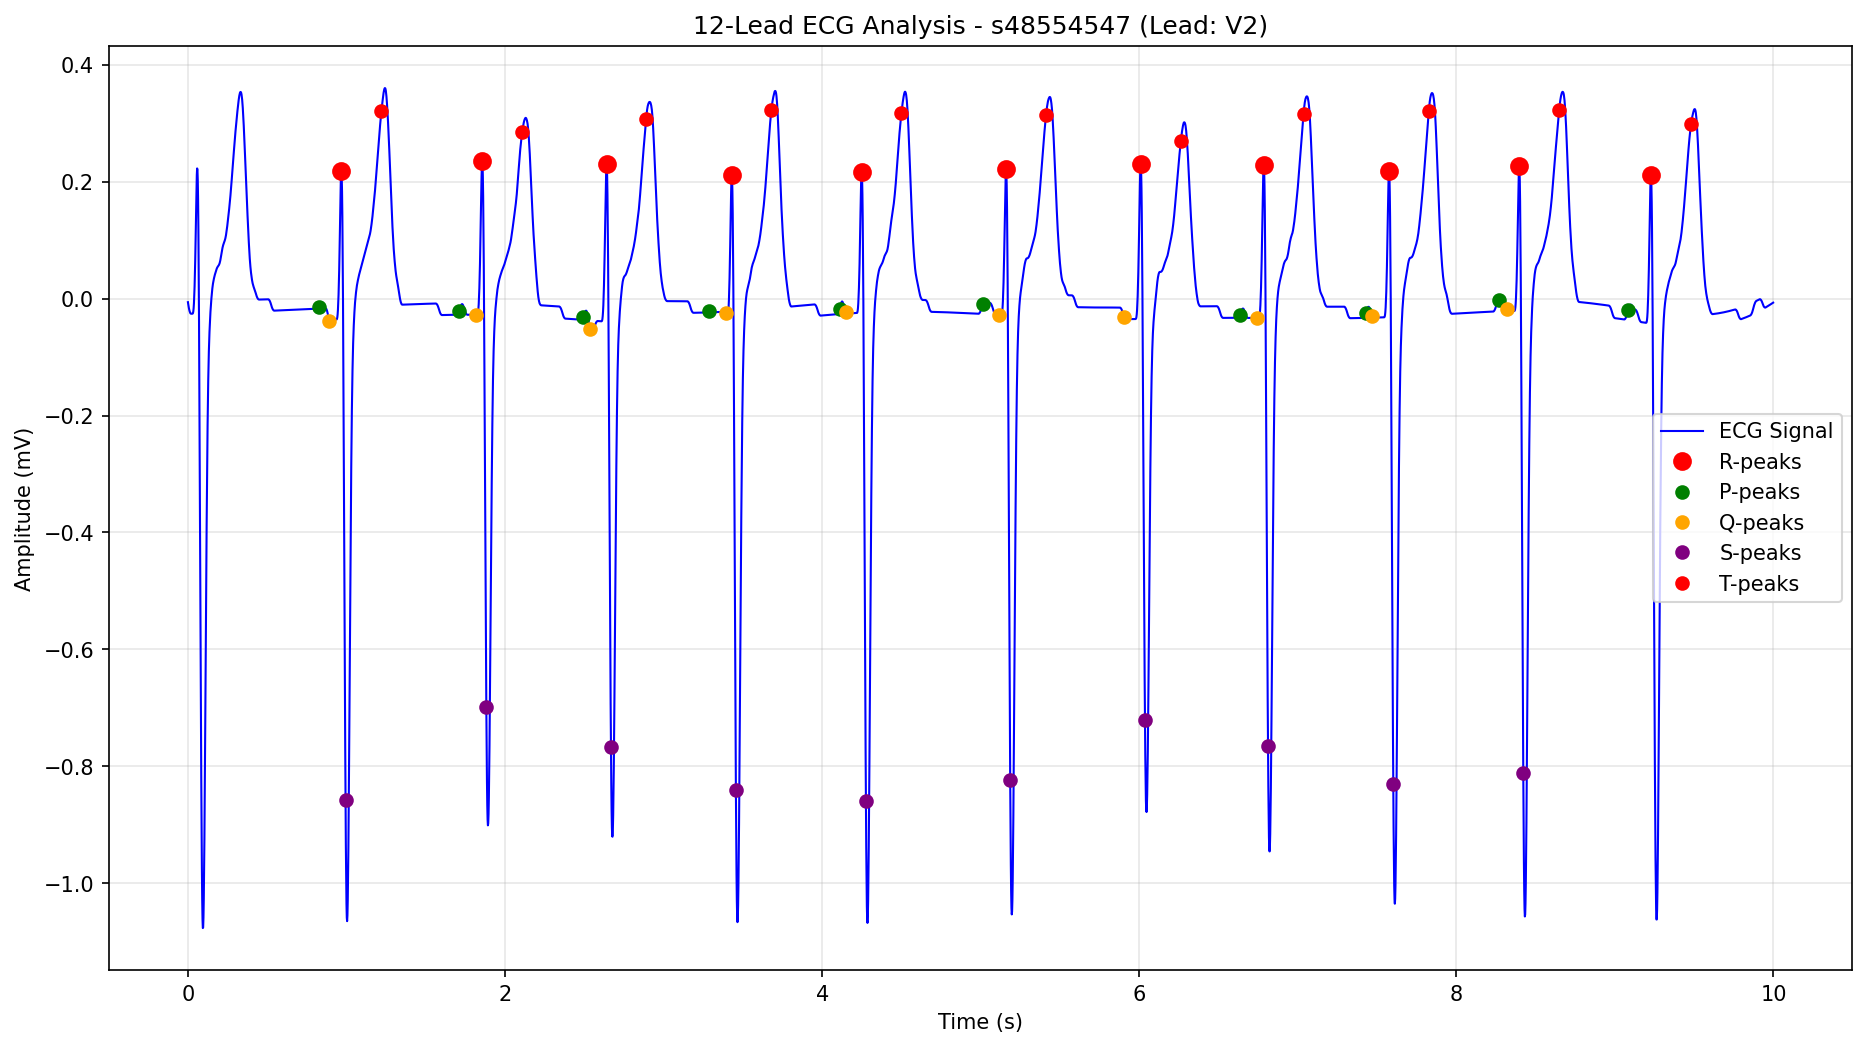 12-Lead ECG Analysis - s48554547 (Lead: V2)
0.4
0.2
0.0
−0.2
−0.4
−0.6
−0.8
−1.0
Amplitude (mV)
ECG Signal
R-peaks
P-peaks
Q-peaks
S-peaks
T-peaks
0 2 4 6 8 10
Time (s)